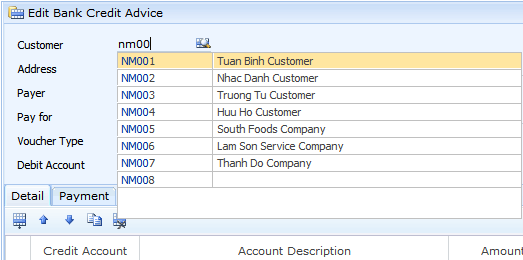 Edit Bank Credit Advice
Customer nm00
Address
Payer
Pay for
Voucher Type
Debit Account
NM001 Tuan Binh Customer
NM002 Nhac Danh Customer
NM003 Truong Tu Customer
NM004 Huu Ho Customer
NM005 South Foods Company
NM006 Lam Son Service Company
NM007 Thanh Do Company
NM008
Detail Payment
Credit Account Account Description Amount